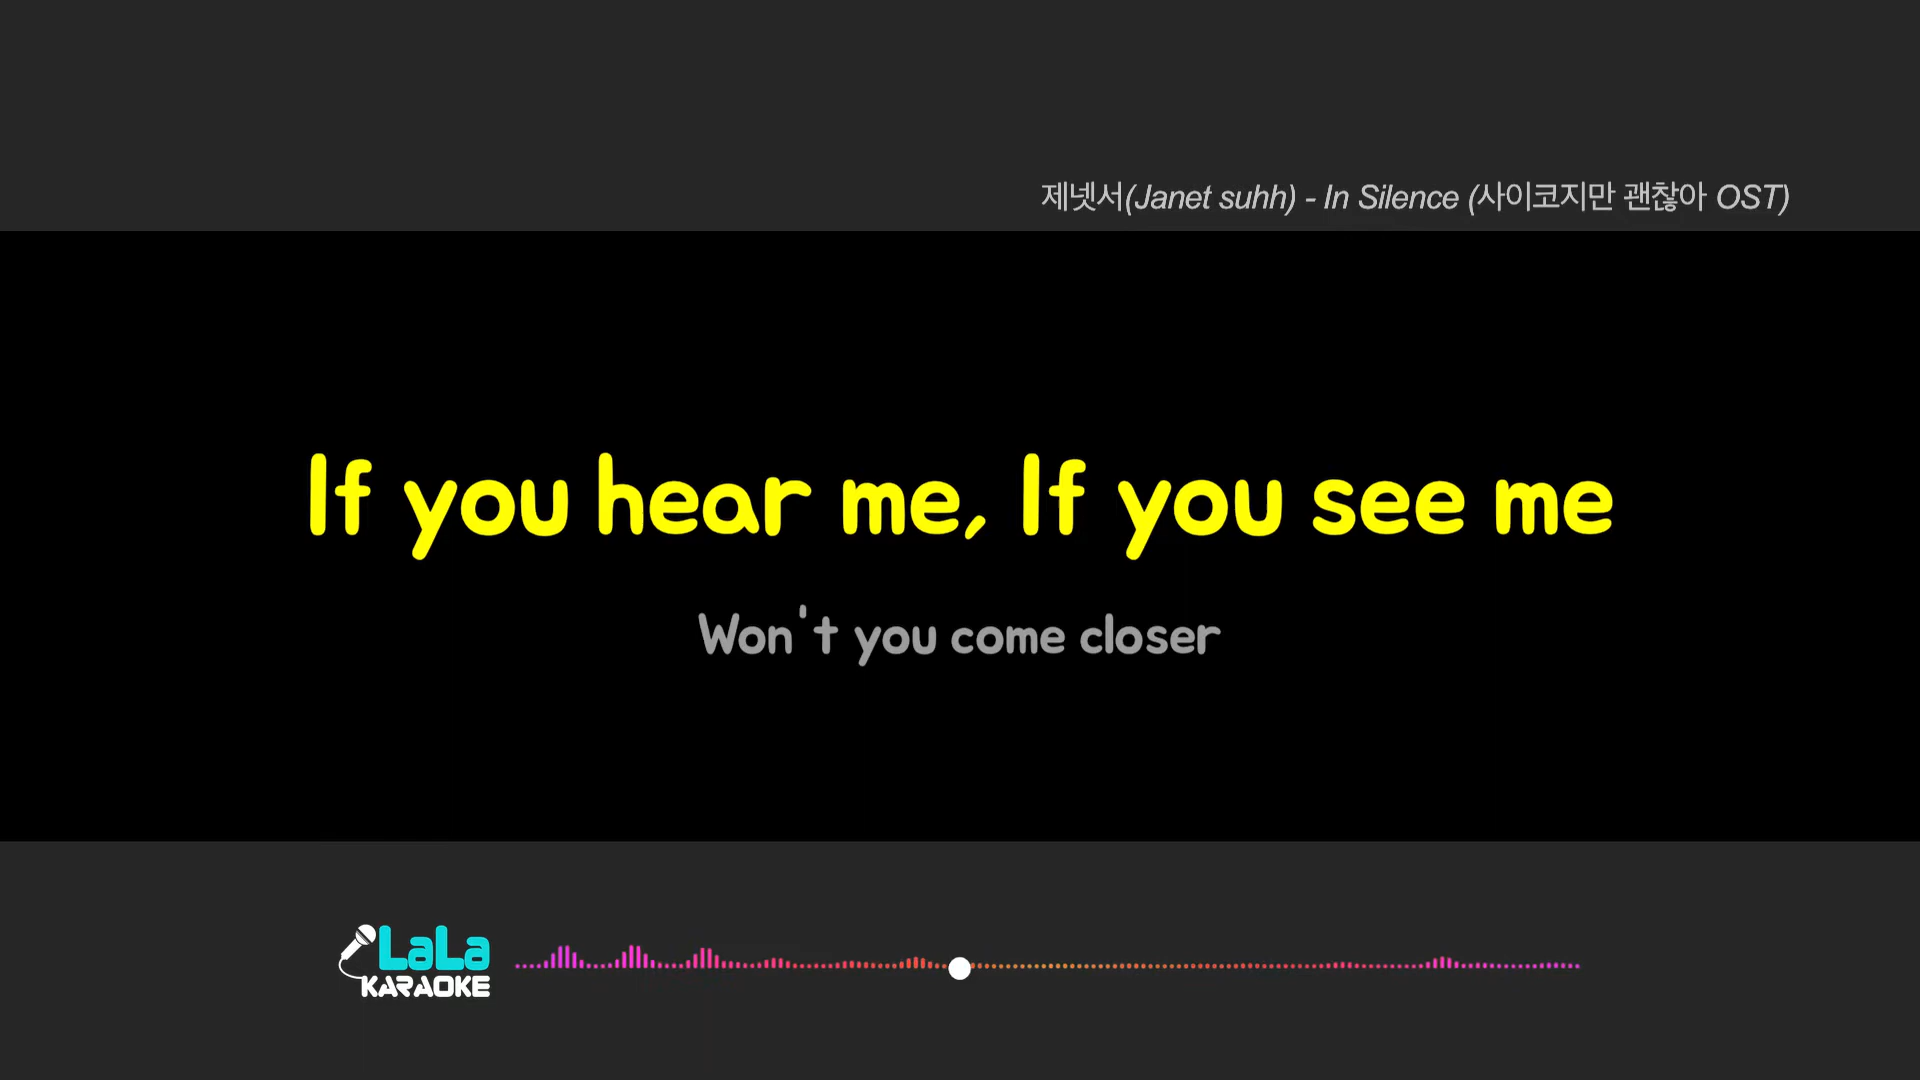 제넷서(Janet suhh) - In Silence (사이코지만 괜찮아 OST)
If you hear me, If you see me
Won't you come closer
LaLa
KARAOKE